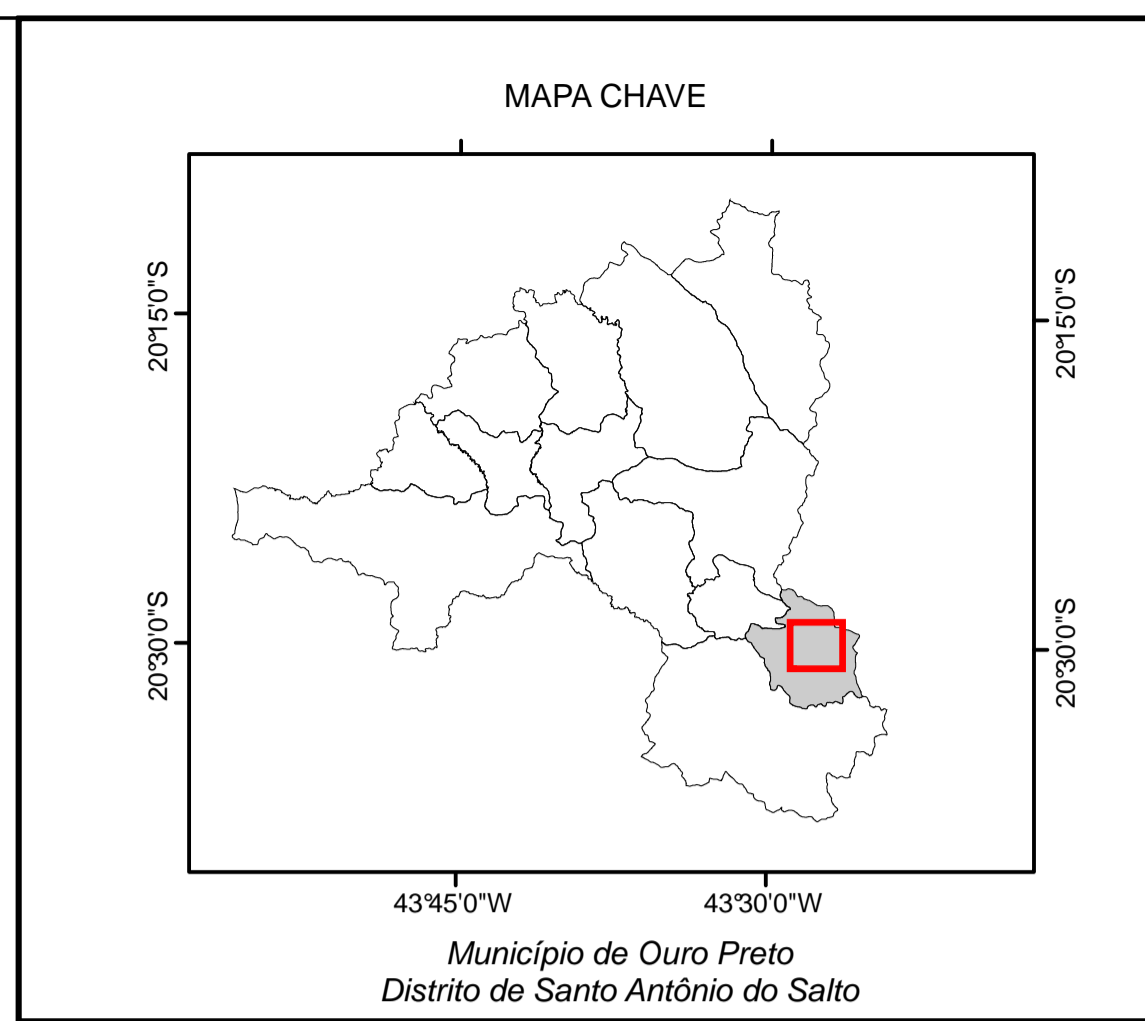 MAPA CHAVE
20°15'0"S
20°15'0"S
20°30'0"S
20°30'0"S
43°45'0"W
43°30'0"W
Município de Ouro Preto
Distrito de Santo Antônio do Salto